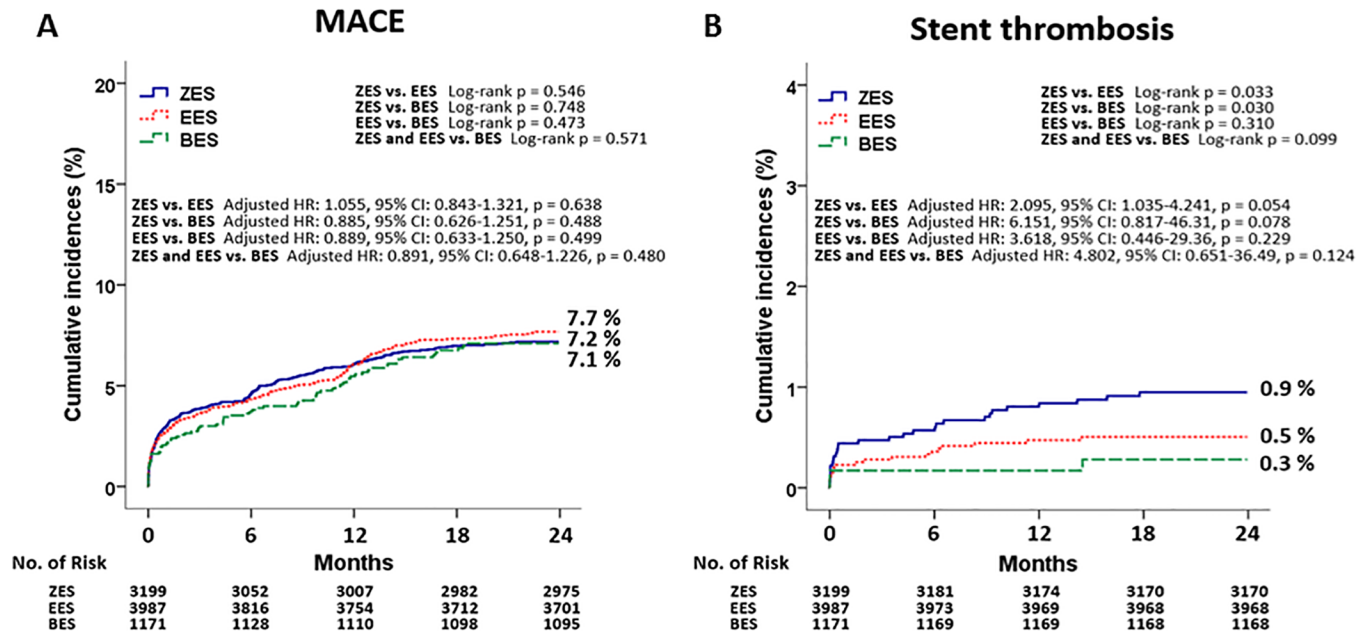 A
MACE
Cumulative incidences (%)
20
15
10
5
0
ZES
EES
BES
ZES vs. EES Log-rank p = 0.546
ZES vs. BES Log-rank p = 0.748
EES vs. BES Log-rank p = 0.473
ZES and EES vs. BES Log-rank p = 0.571
ZES vs. EES Adjusted HR: 1.055, 95% CI: 0.843-1.321, p = 0.638
ZES vs. BES Adjusted HR: 0.885, 95% CI: 0.626-1.251, p = 0.488
EES vs. BES Adjusted HR: 0.889, 95% CI: 0.633-1.250, p = 0.499
ZES and EES vs. BES Adjusted HR: 0.891, 95% CI: 0.648-1.226, p = 0.480
7.7 %
7.2 %
7.1 %
0 6 12 18 24
Months
No. of Risk
ZES 3199 3052 3007 2982 2975
EES 3987 3816 3754 3712 3701
BES 1171 1128 1110 1098 1095
B
Stent thrombosis
Cumulative incidences (%)
4
3
2
1
0
ZES
EES
BES
ZES vs. EES Log-rank p = 0.033
ZES vs. BES Log-rank p = 0.030
EES vs. BES Log-rank p = 0.310
ZES and EES vs. BES Log-rank p = 0.099
ZES vs. EES Adjusted HR: 2.095, 95% CI: 1.035-4.241, p = 0.054
ZES vs. BES Adjusted HR: 6.151, 95% CI: 0.817-46.31, p = 0.078
EES vs. BES Adjusted HR: 3.618, 95% CI: 0.446-29.36, p = 0.229
ZES and EES vs. BES Adjusted HR: 4.802, 95% CI: 0.651-36.49, p = 0.124
0.9 %
0.5 %
0.3 %
0 6 12 18 24
Months
No. of Risk
ZES 3199 3181 3174 3170 3170
EES 3987 3973 3969 3968 3968
BES 1171 1169 1169 1168 1168